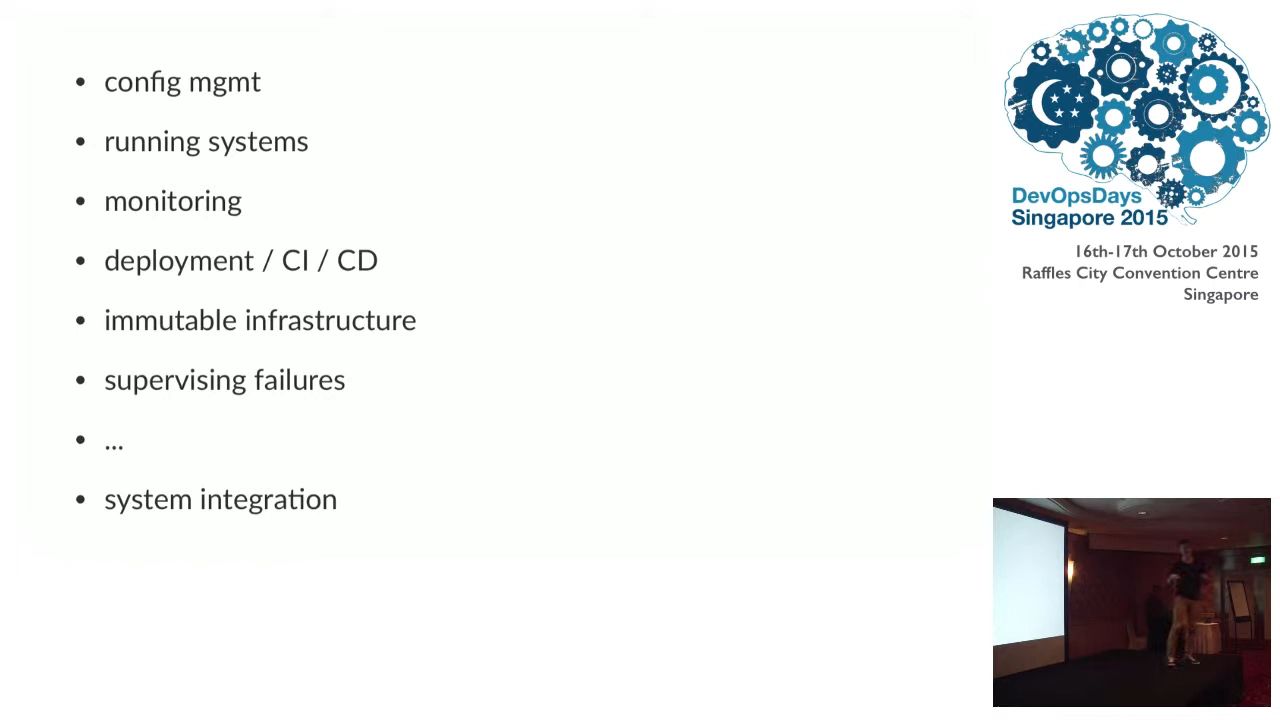 • config mgmt
• running systems
• monitoring
• deployment / CI / CD
• immutable infrastructure
• supervising failures
• ...
• system integration
DevOpsDays
Singapore 2015
16th-17th October 2015
Raffles City Convention Centre
Singapore